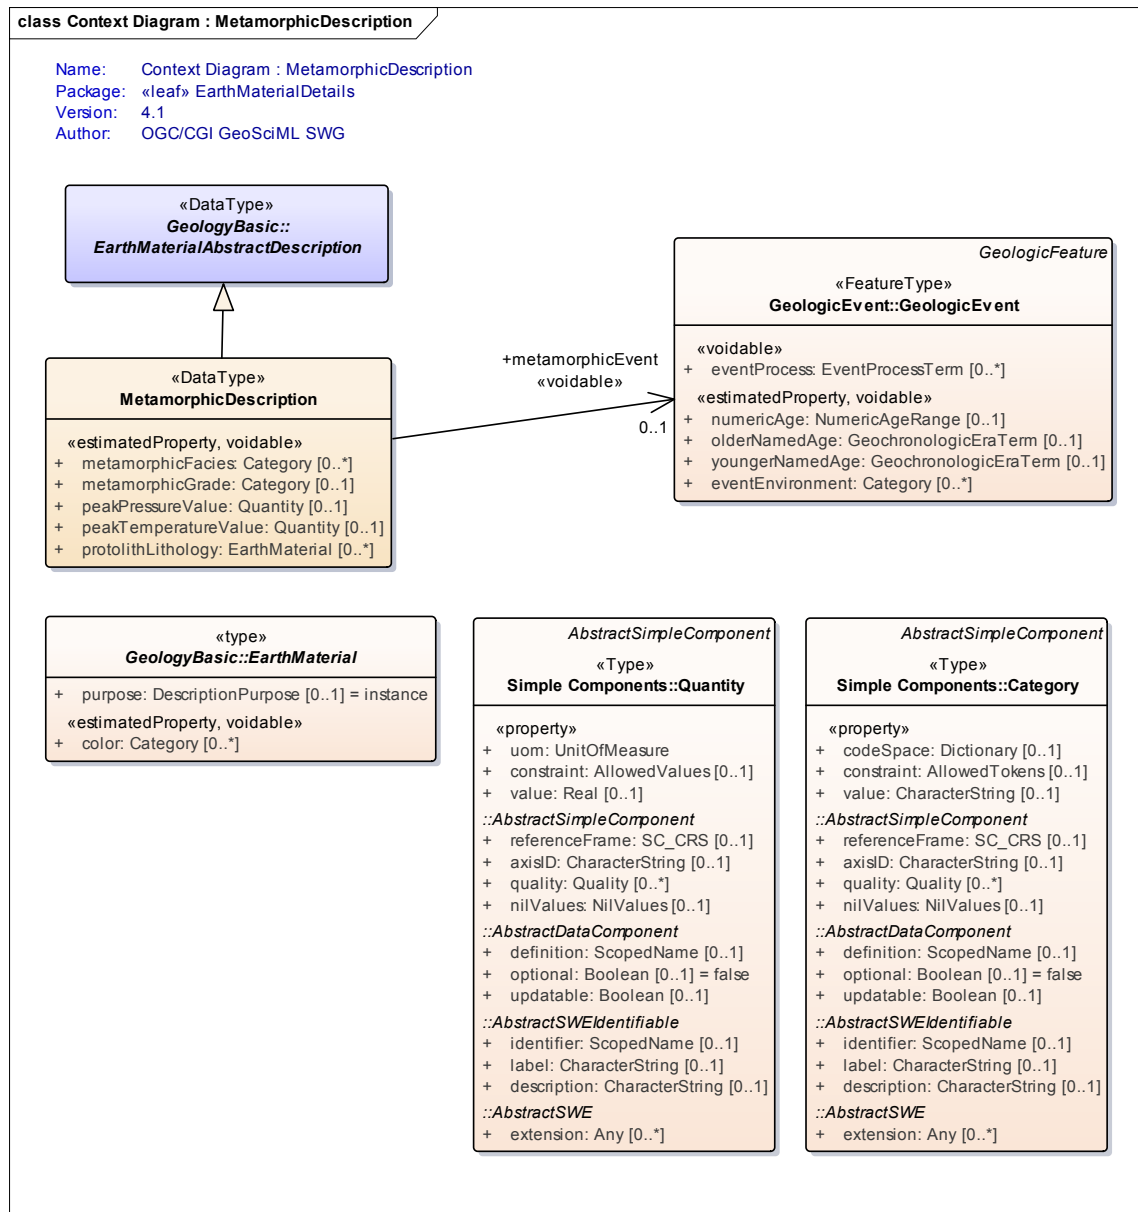 class Context Diagram : MetamorphicDescription
Name: Context Diagram : MetamorphicDescription
Package: «leaf» EarthMaterialDetails
Version: 4.1
Author: OGC/CGI GeoSciML SWG
«DataType»
GeologyBasic::
EarthMaterialAbstractDescription
GeologicFeature
«FeatureType»
GeologicEvent::GeologicEvent
«voidable»
+ eventProcess: EventProcessTerm [0..*]
«estimatedProperty, voidable»
+ numericAge: NumericAgeRange [0..1]
+ olderNamedAge: GeochronologicEraTerm [0..1]
+ youngerNamedAge: GeochronologicEraTerm [0..1]
+ eventEnvironment: Category [0..*]
+metamorphicEvent
«voidable»
0..1
«DataType»
MetamorphicDescription
«estimatedProperty, voidable»
+ metamorphicFacies: Category [0..*]
+ metamorphicGrade: Category [0..1]
+ peakPressureValue: Quantity [0..1]
+ peakTemperatureValue: Quantity [0..1]
+ protolithLithology: EarthMaterial [0..*]
«type»
GeologyBasic::EarthMaterial
+ purpose: DescriptionPurpose [0..1] = instance
«estimatedProperty, voidable»
+ color: Category [0..*]
AbstractSimpleComponent
«Type»
Simple Components::Quantity
«property»
+ uom: UnitOfMeasure
+ constraint: AllowedValues [0..1]
+ value: Real [0..1]
::AbstractSimpleComponent
+ referenceFrame: SC_CRS [0..1]
+ axisID: CharacterString [0..1]
+ quality: Quality [0..*]
+ nilValues: NilValues [0..1]
::AbstractDataComponent
+ definition: ScopedName [0..1]
+ optional: Boolean [0..1] = false
+ updatable: Boolean [0..1]
::AbstractSWEIdentifiable
+ identifier: ScopedName [0..1]
+ label: CharacterString [0..1]
+ description: CharacterString [0..1]
::AbstractSWE
+ extension: Any [0..*]
AbstractSimpleComponent
«Type»
Simple Components::Category
«property»
+ codeSpace: Dictionary [0..1]
+ constraint: AllowedTokens [0..1]
+ value: CharacterString [0..1]
::AbstractSimpleComponent
+ referenceFrame: SC_CRS [0..1]
+ axisID: CharacterString [0..1]
+ quality: Quality [0..*]
+ nilValues: NilValues [0..1]
::AbstractDataComponent
+ definition: ScopedName [0..1]
+ optional: Boolean [0..1] = false
+ updatable: Boolean [0..1]
::AbstractSWEIdentifiable
+ identifier: ScopedName [0..1]
+ label: CharacterString [0..1]
+ description: CharacterString [0..1]
::AbstractSWE
+ extension: Any [0..*]